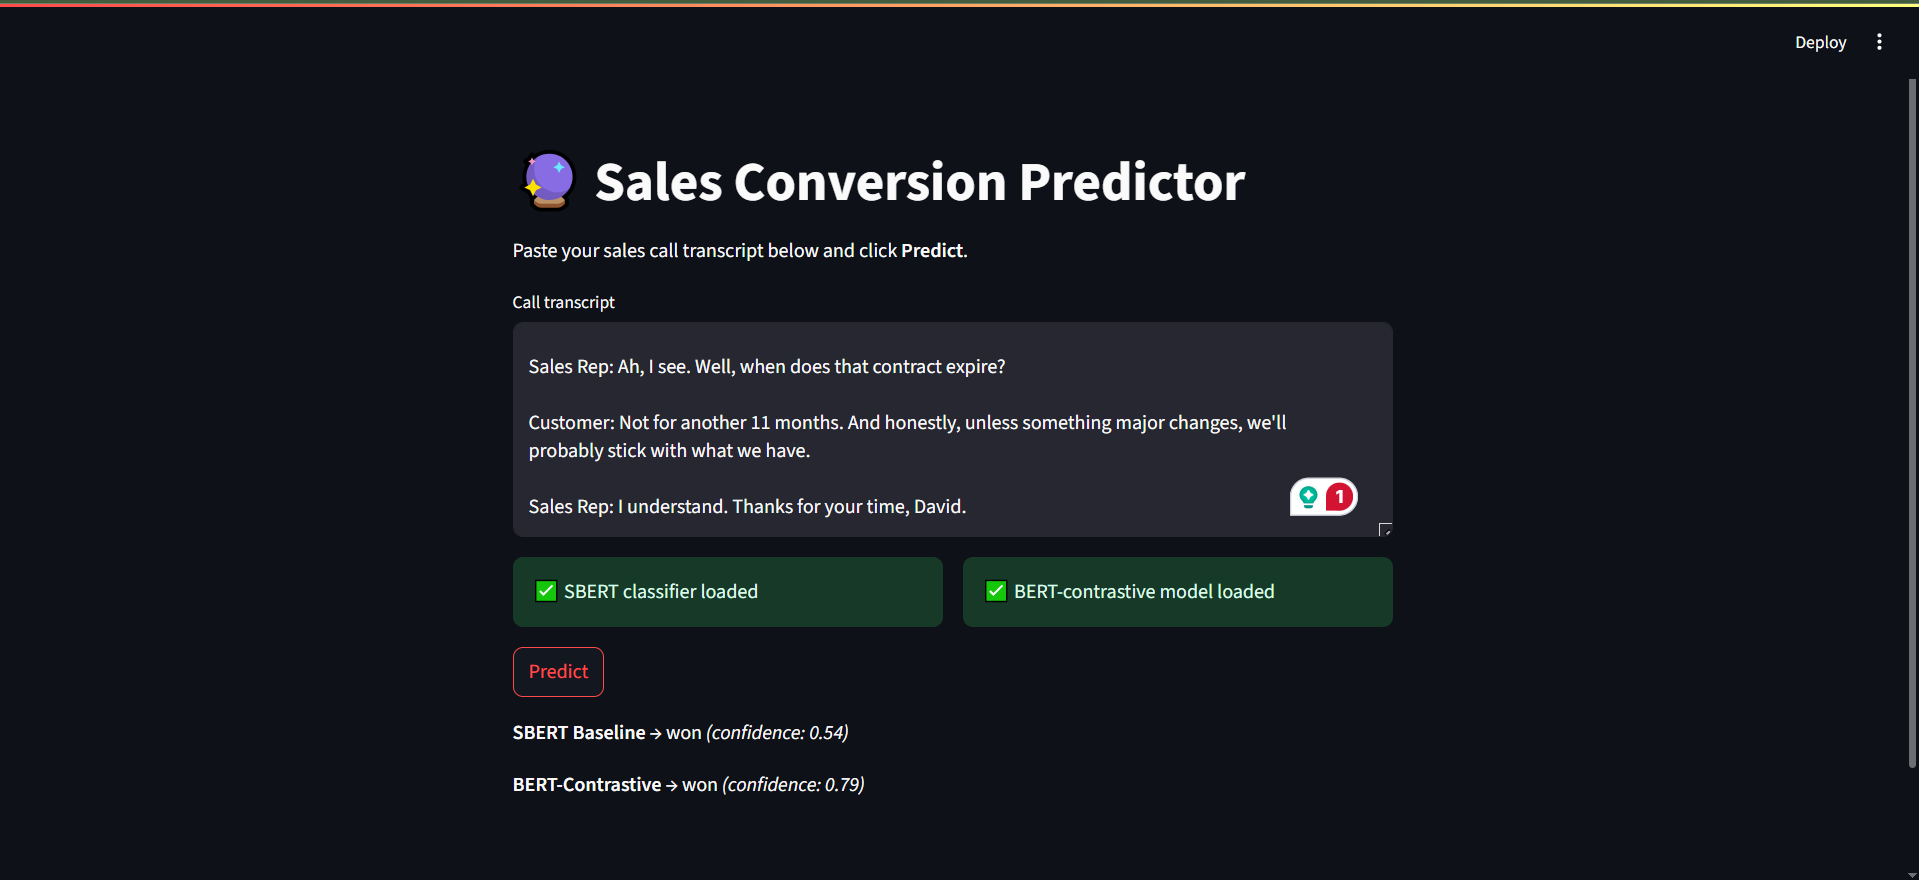 Deploy
Sales Conversion Predictor
Paste your sales call transcript below and click Predict.
Call transcript
Sales Rep: Ah, I see. Well, when does that contract expire?
Customer: Not for another 11 months. And honestly, unless something major changes, we'll
probably stick with what we have.
Sales Rep: I understand. Thanks for your time, David.
1
SBERT classifier loaded
BERT-contrastive model loaded
Predict
SBERT Baseline → won (confidence: 0.54)
BERT-Contrastive → won (confidence: 0.79)